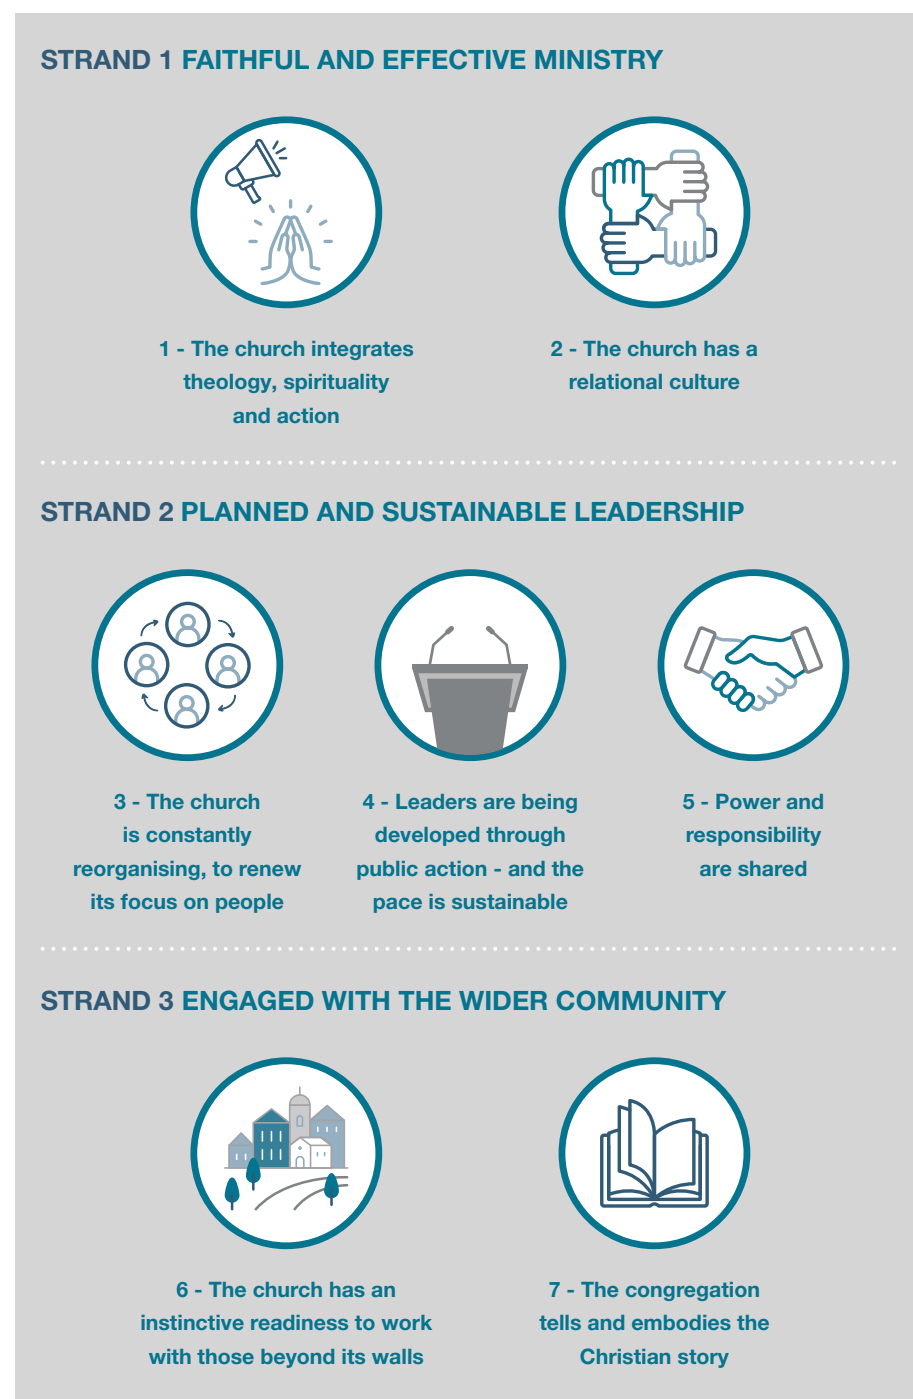 STRAND 1 FAITHFUL AND EFFECTIVE MINISTRY
1 - The church integrates
theology, spirituality
and action
2 - The church has a
relational culture
STRAND 2 PLANNED AND SUSTAINABLE LEADERSHIP
3 - The church
is constantly
reorganising, to renew
its focus on people
4 - Leaders are being
developed through
public action - and the
pace is sustainable
5 - Power and
responsibility
are shared
STRAND 3 ENGAGED WITH THE WIDER COMMUNITY
6 - The church has an
instinctive readiness to work
with those beyond its walls
7 - The congregation
tells and embodies the
Christian story